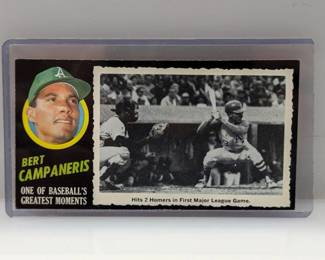 A
BERT
CAMPANERIS
ONE OF BASEBALL'S
GREATEST MOMENTS
Hits 2 Homers in First Major League Game.